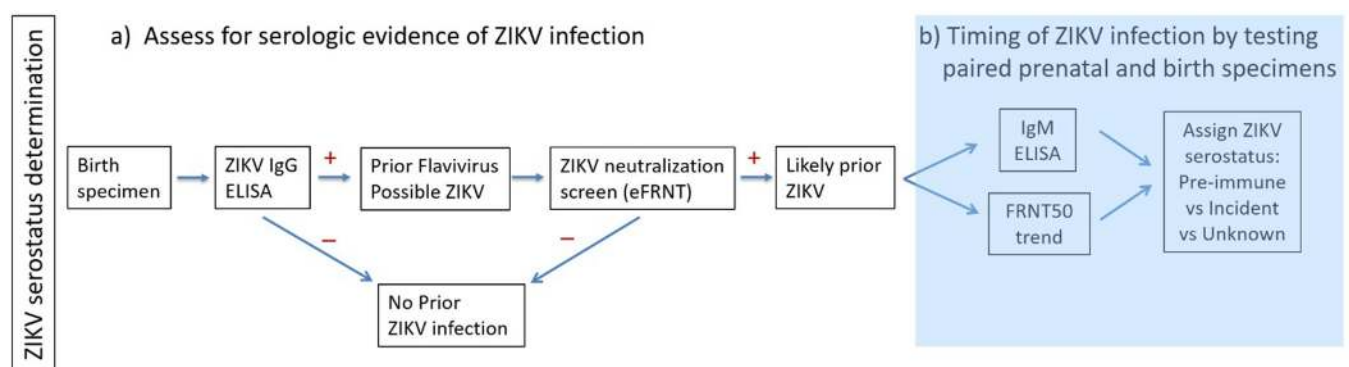 ZIKV serostatus determination
a) Assess for serologic evidence of ZIKV infection
Birth
specimen
ZIKV IgG
ELISA
+
Prior Flavivirus
Possible ZIKV
ZIKV neutralization
screen (eFRNT)
+
Likely prior
ZIKV
–
–
No Prior
ZIKV infection
b) Timing of ZIKV infection by testing
paired prenatal and birth specimens
IgM
ELISA
FRNT50
trend
Assign ZIKV
serostatus:
Pre-immune
vs Incident
vs Unknown